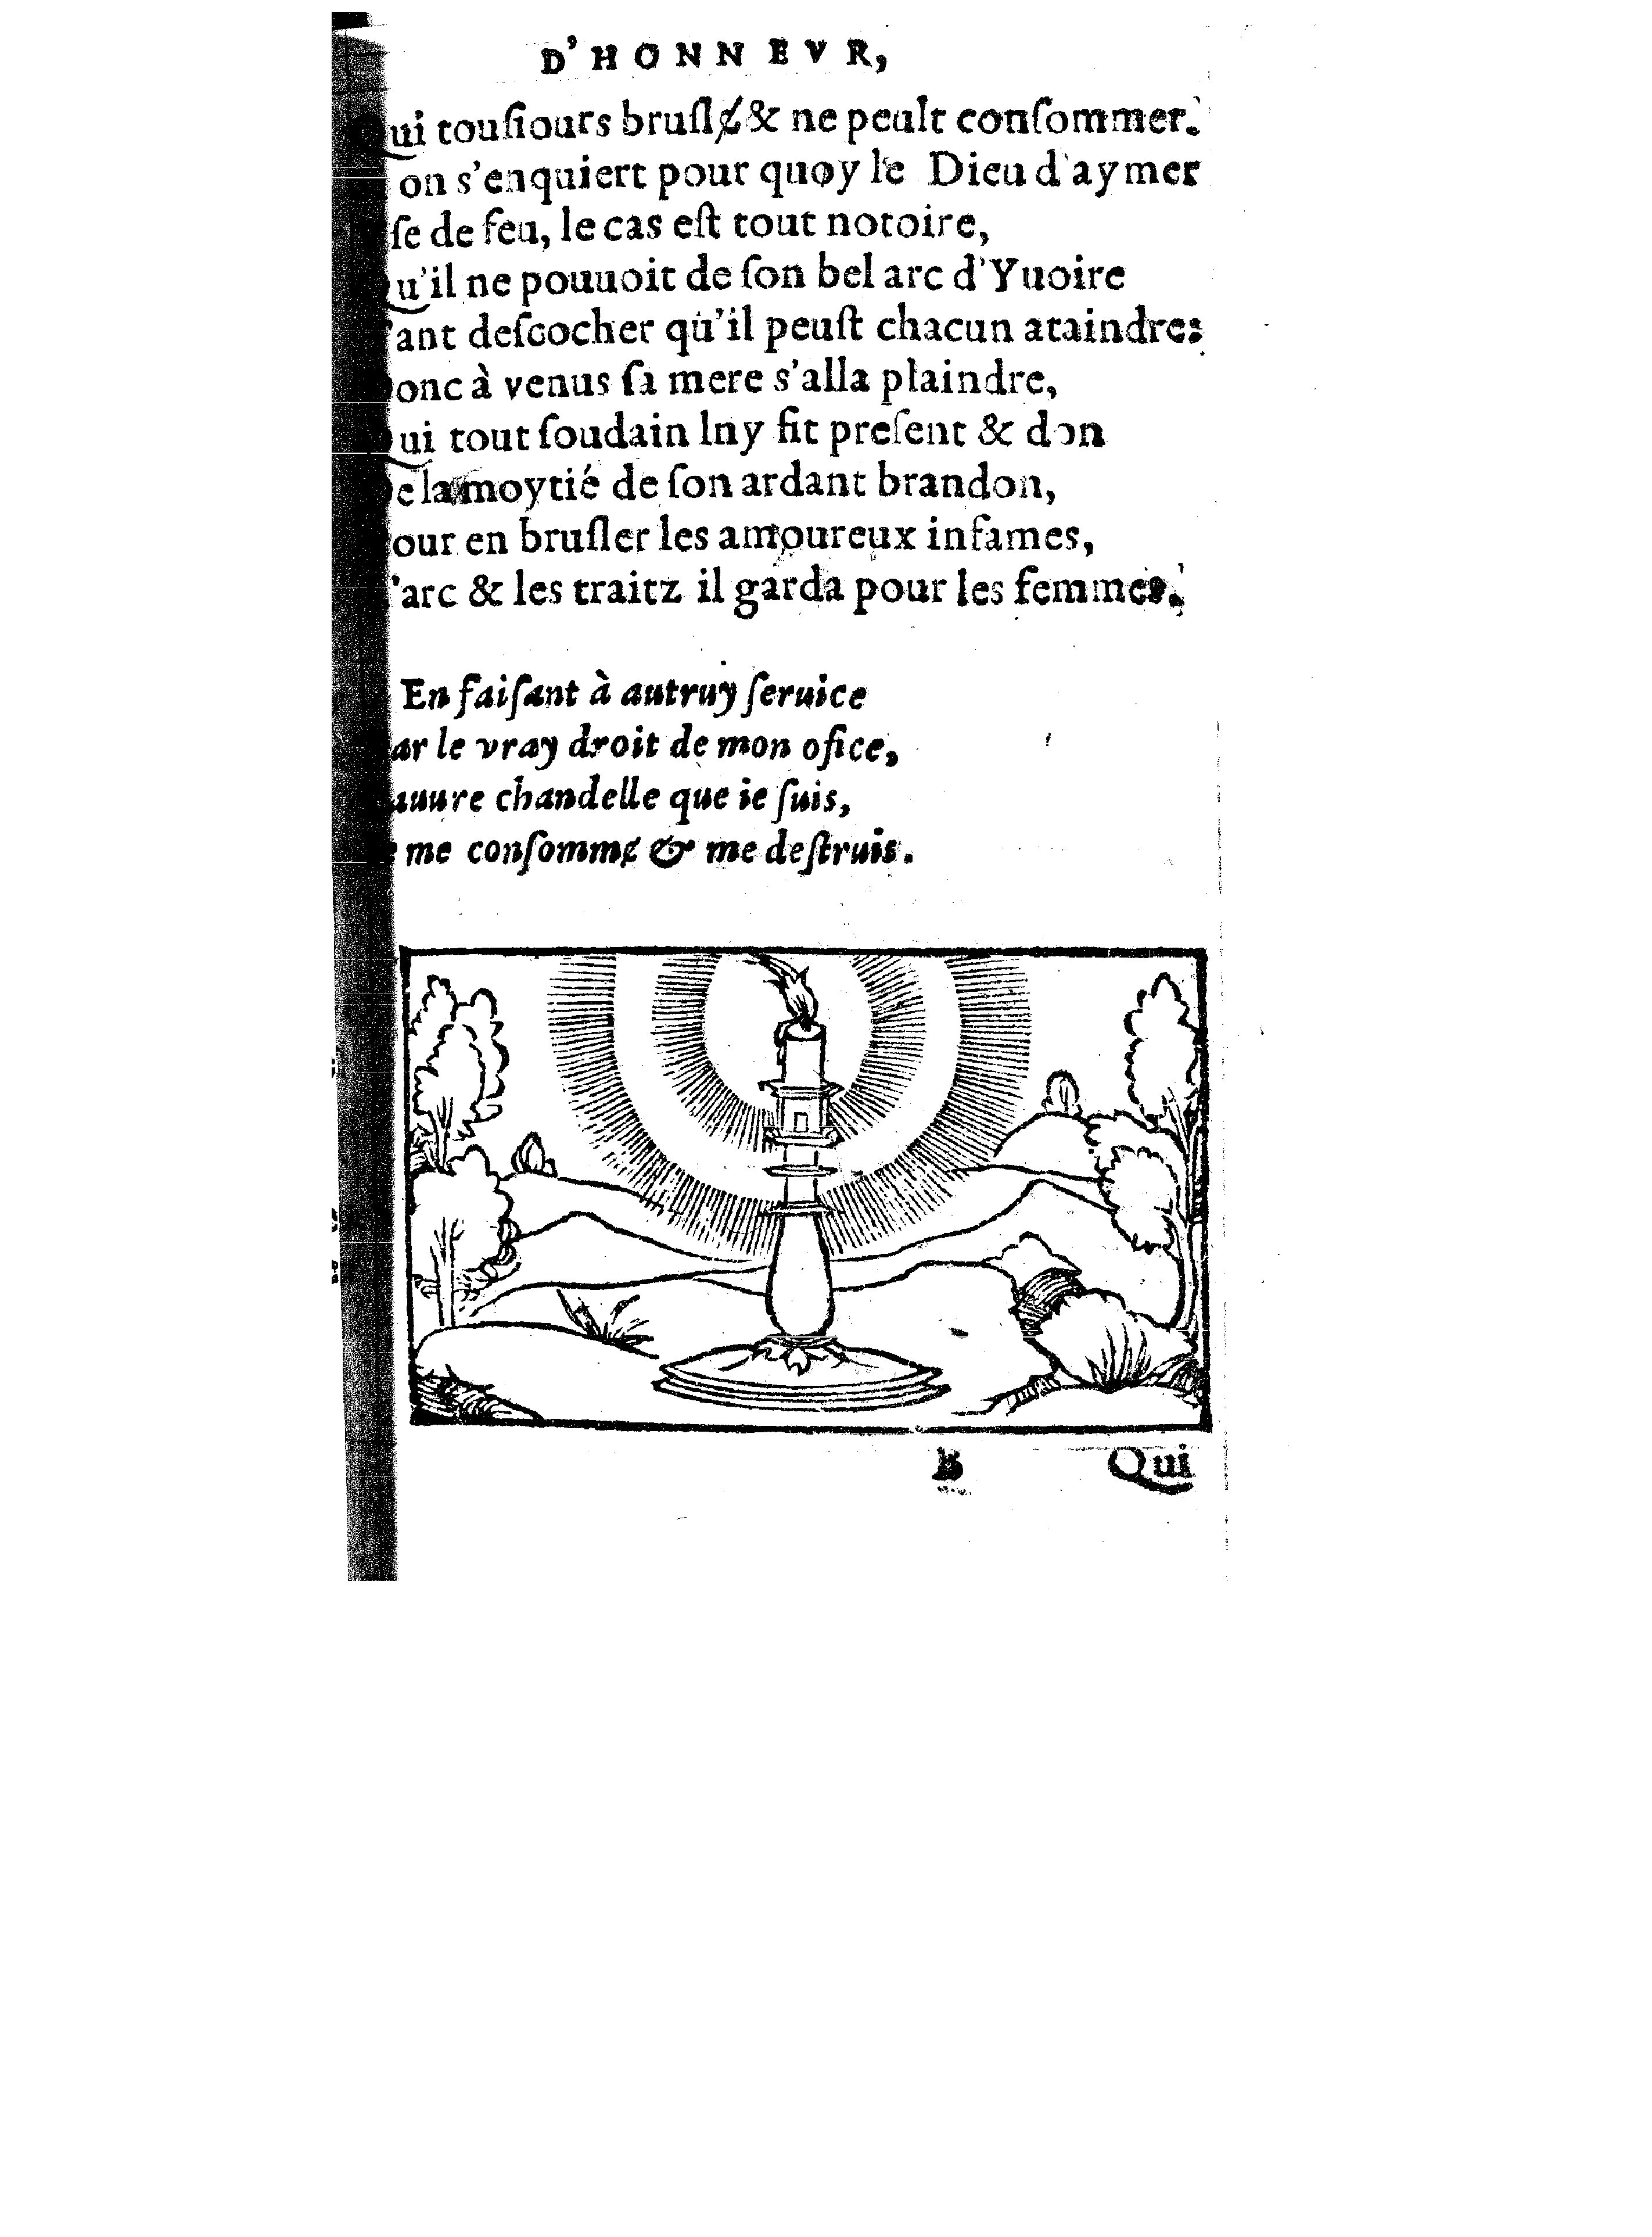 D'HONNEVR,
ui touſiours bruſlɇ & ne peult conſommer.
on s'enquiert pour quoy le Dieu d'aymer
ſe de feu, le cas eſt tout notoire,
u'il ne pouuoit de ſon bel arc d'Yuoire
ant deſcocher qu'il peuſt chacun ataindre:
onc à venus ſa mere s'alla plaindre,
ui tout ſoudain lny fit preſent & don
e la moytié de ſon ardant brandon,
our en bruſler les amoureux infames,
'arc & les traitz il garda pour les femmes.
En faiſant à autruy ſeruice
ar le vray droit de mon ofice,
auure chandelle que ie ſuis,
me conſommɇ & me deſtruis.
B Qui